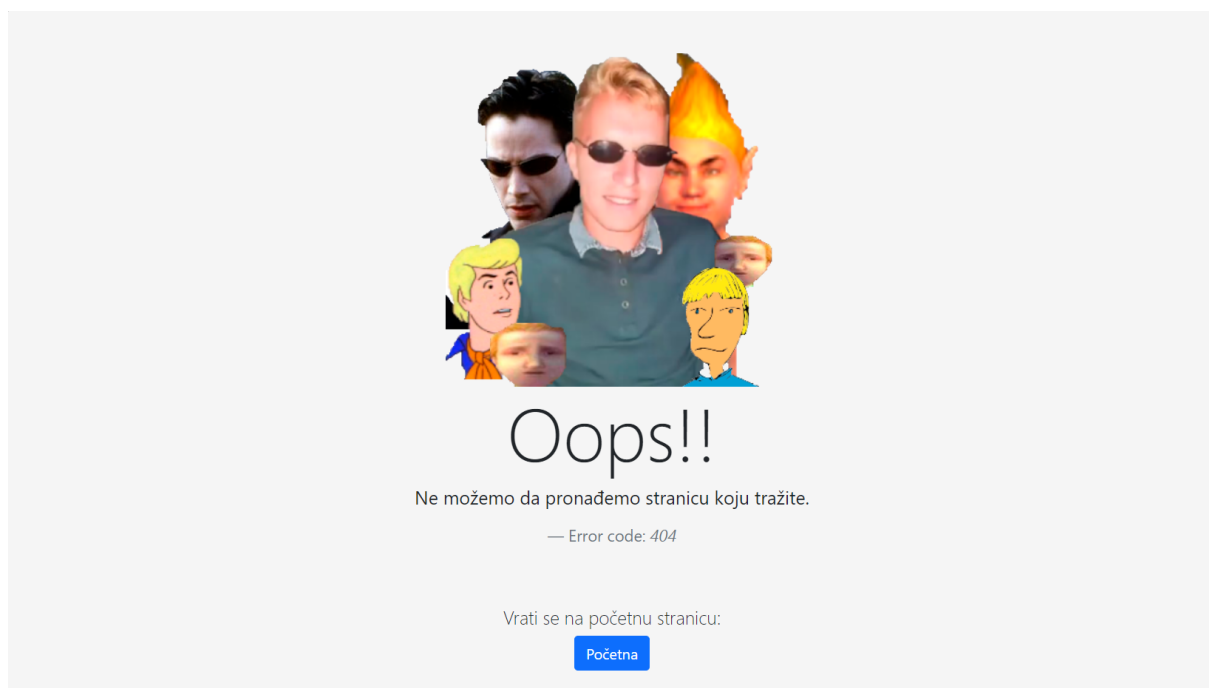 Oops!!
Ne možemo da pronađemo stranicu koju tražite.
— Error code: 404
Vrati se na početnu stranicu:
Početna